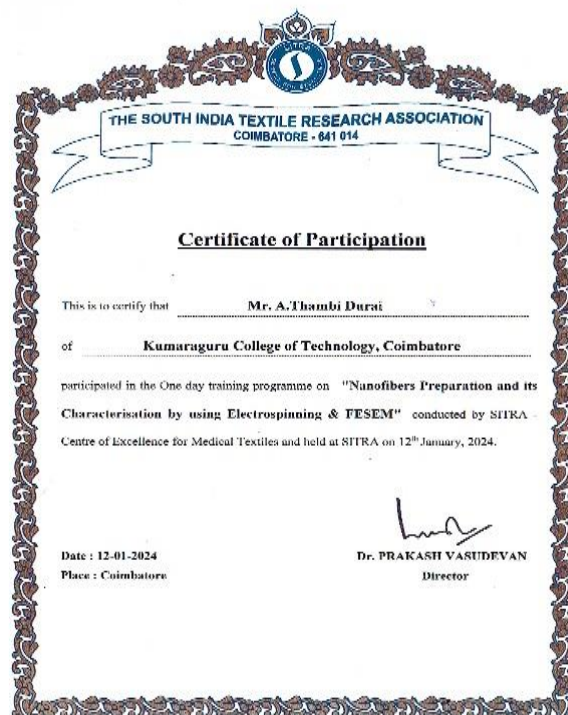 SITRA
THE SOUTH INDIA TEXTILE RESEARCH ASSOCIATION
COIMBATORE - 641 014
Certificate of Participation
This is to certify that Mr. A.Thambi Durai
of Kumaraguru College of Technology, Coimbatore
participated in the One day training programme on "Nanofibers Preparation and its
Characterisation by using Electrospinning & FESEM" conducted by SITRA -
Centre of Excellence for Medical Textiles and held at SITRA on 12th January, 2024.
Date : 12-01-2024
Dr. PRAKASH VASUDEVAN
Place : Coimbatore
Director